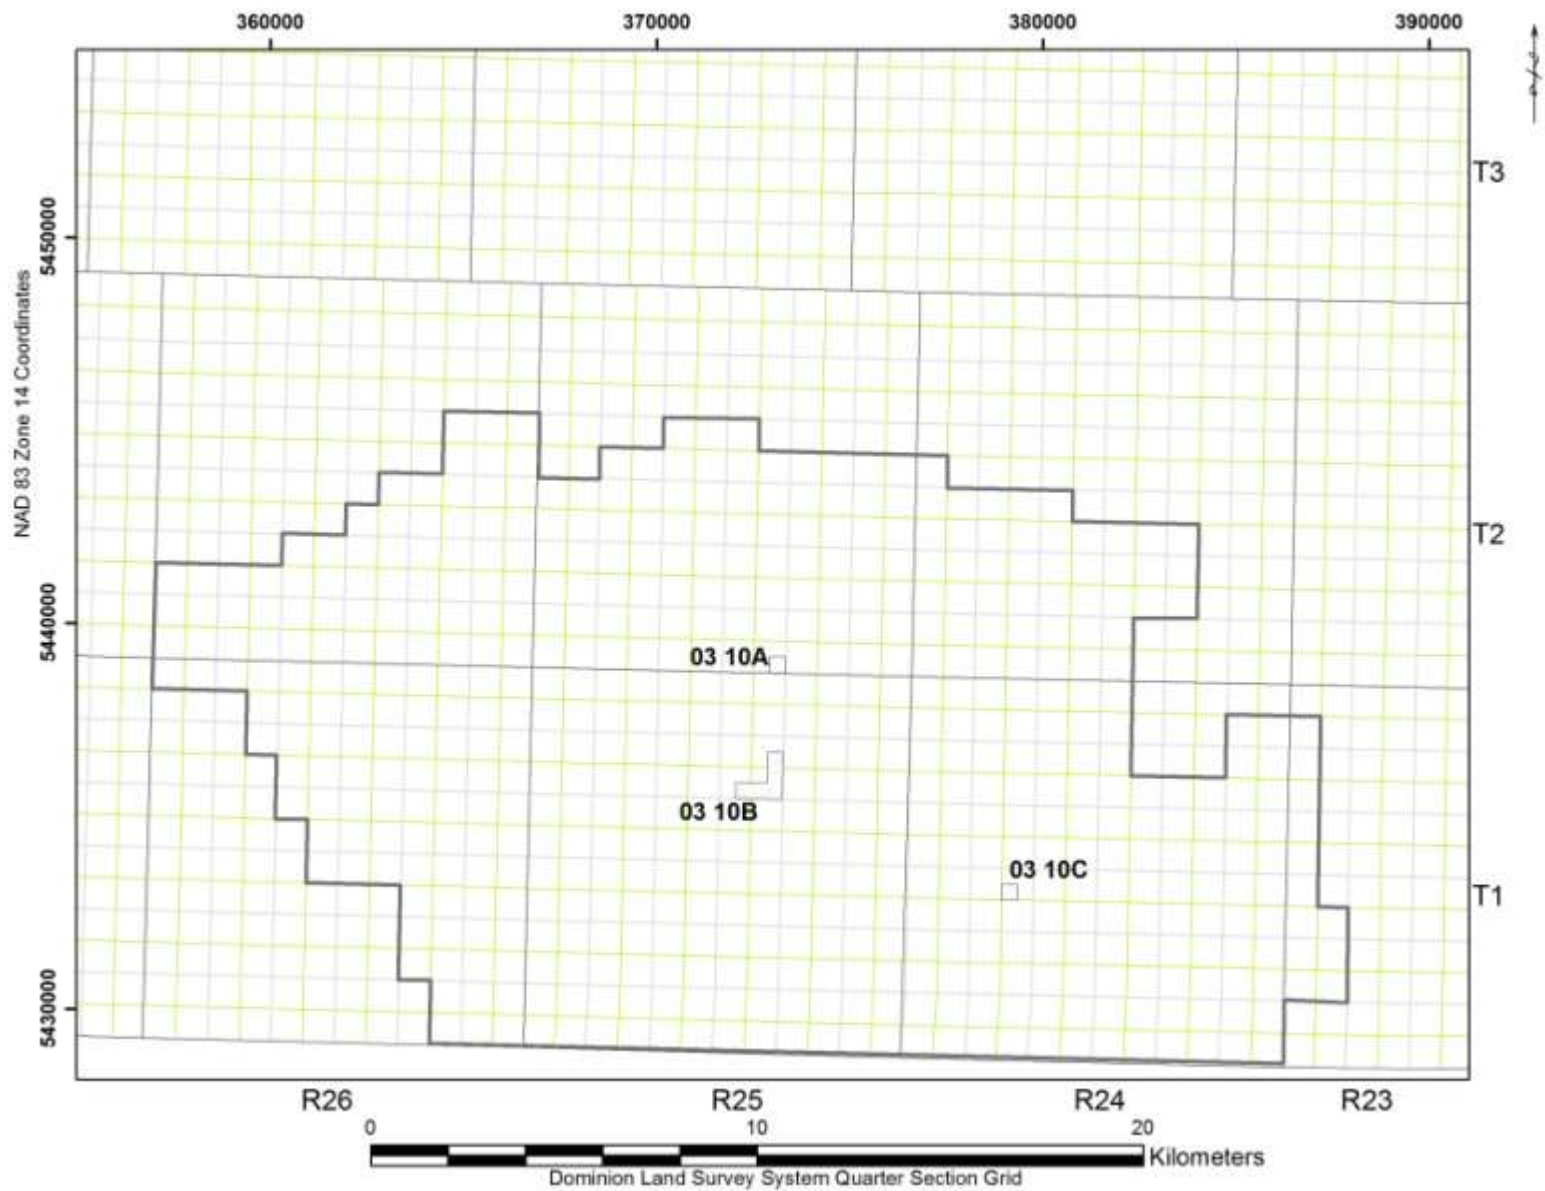 360000 370000 380000 390000
T3
5450000
NAD 83 Zone 14 Coordinates
T2
5440000
03 10A
03 10B
03 10C
T1
5430000
R26 R25 R24 R23
0 10 20
Kilometers
Dominion Land Survey System Quarter Section Grid